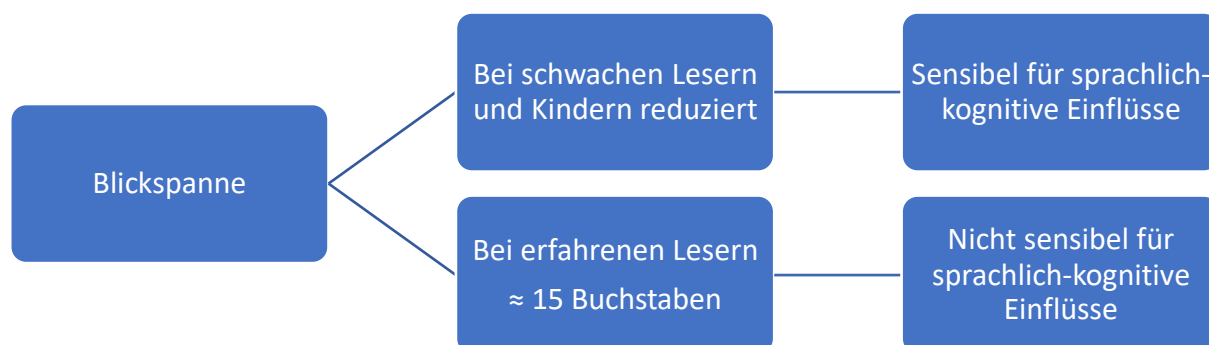 Blickspanne
Bei schwachen Lesern
und Kindern reduziert
Sensibel für sprachlich-
kognitive Einflüsse
Bei erfahrenen Lesern
≈ 15 Buchstaben
Nicht sensibel für
sprachlich-kognitive
Einflüsse